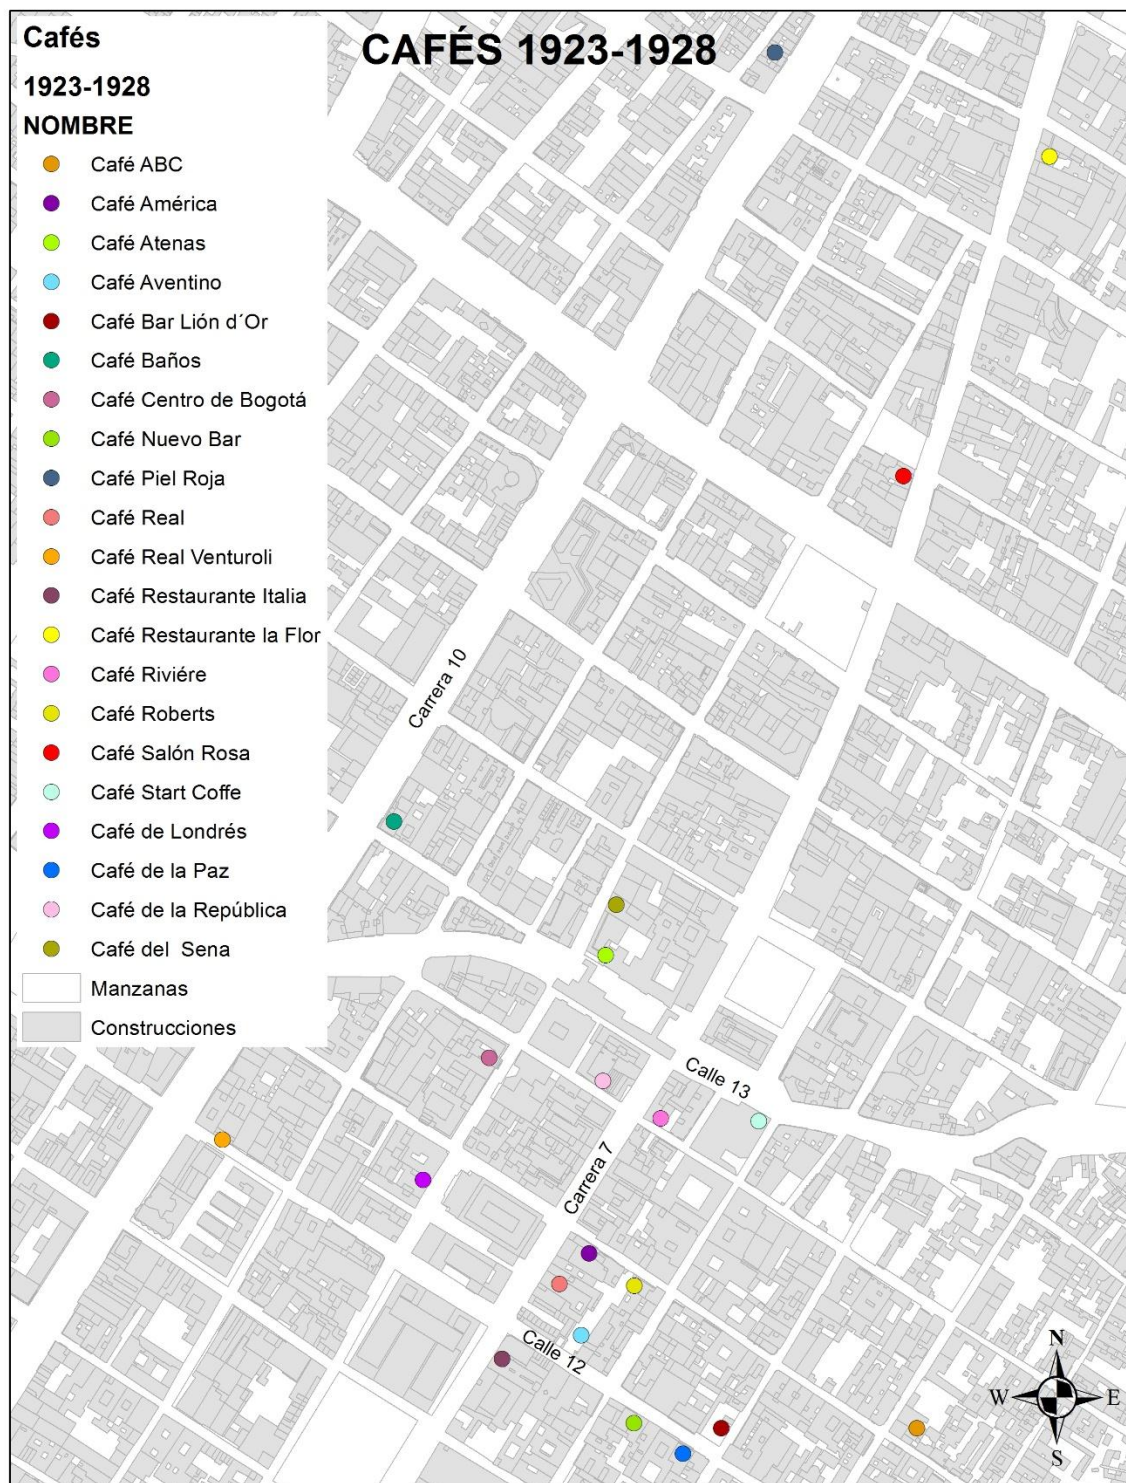 CAFÉS 1923-1928
Cafés
1923-1928
NOMBRE
Café ABC
Café América
Café Atenas
Café Aventino
Café Bar Lión d´Or
Café Baños
Café Centro de Bogotá
Café Nuevo Bar
Café Piel Roja
Café Real
Café Real Venturoli
Café Restaurante Italia
Café Restaurante la Flor
Café Riviére
Café Roberts
Café Salón Rosa
Café Start Coffe
Café de Londrés
Café de la Paz
Café de la República
Café del  Sena
Manzanas
Construcciones
Carrera 10
Calle 13
Carrera 7
Calle 12
N
W
E
S